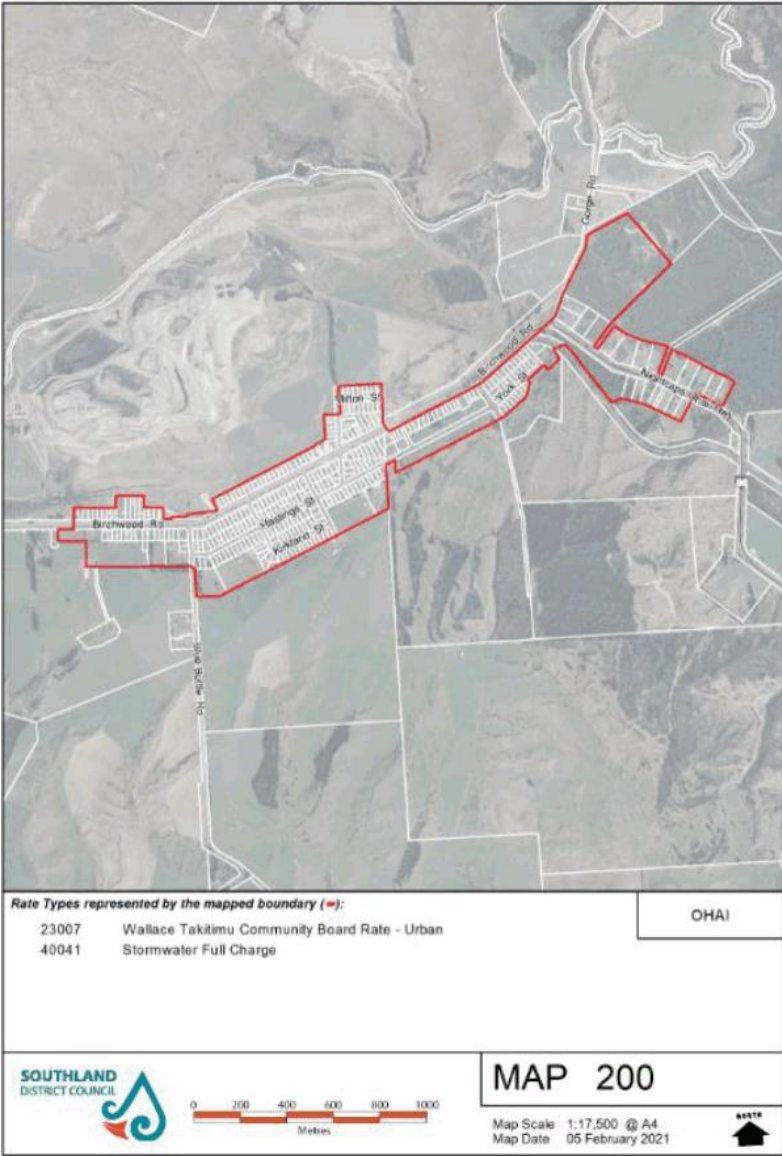 Gorge Rd
Birchwood Rd
York St
Milton St
Hastings St
Birchwood Rd
Kirkland St
Rate Types represented by the mapped boundary (━):
23007 Wallace Takitimu Community Board Rate - Urban
40041 Stormwater Full Charge
OHAI
SOUTHLAND
DISTRICT COUNCIL
0 200 400 600 800 1000
Metres
MAP 200
Map Scale 1:17,500 @ A4
Map Date 05 February 2021
NORTH